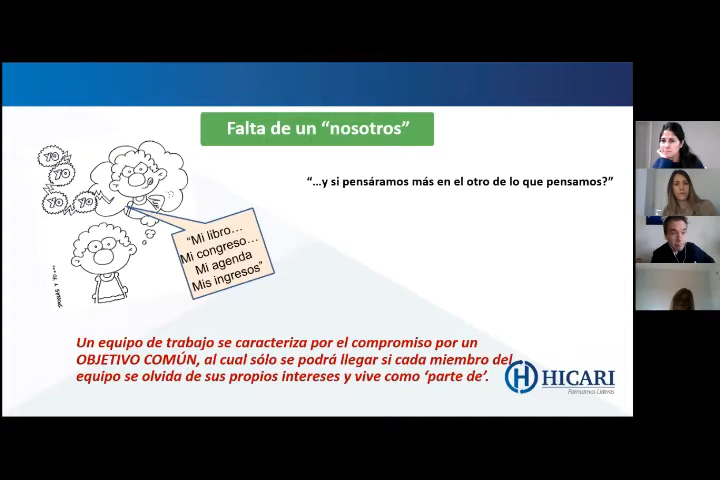 Falta de un “nosotros”
“...y si pensáramos más en el otro de lo que pensamos?”
YO
YO
YO
YO
“Mi libro...
Mi congreso...
Mi agenda
Mis ingresos”
Un equipo de trabajo se caracteriza por el compromiso por un
OBJETIVO COMÚN, al cual sólo se podrá llegar si cada miembro del
equipo se olvida de sus propios intereses y vive como ‘parte de’.
HICARI
Formamos Líderes